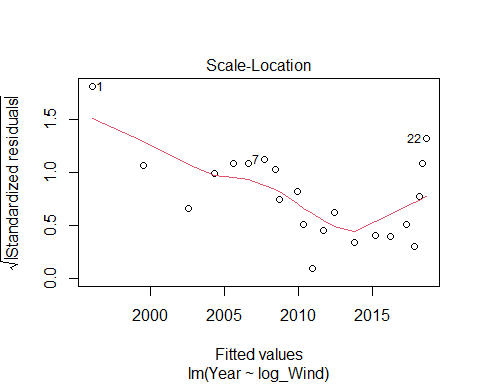 Scale-Location
√|Standardized residuals|
0.0 0.5 1.0 1.5
1
7
22
2000 2005 2010 2015
Fitted values
lm(Year ~ log_Wind)